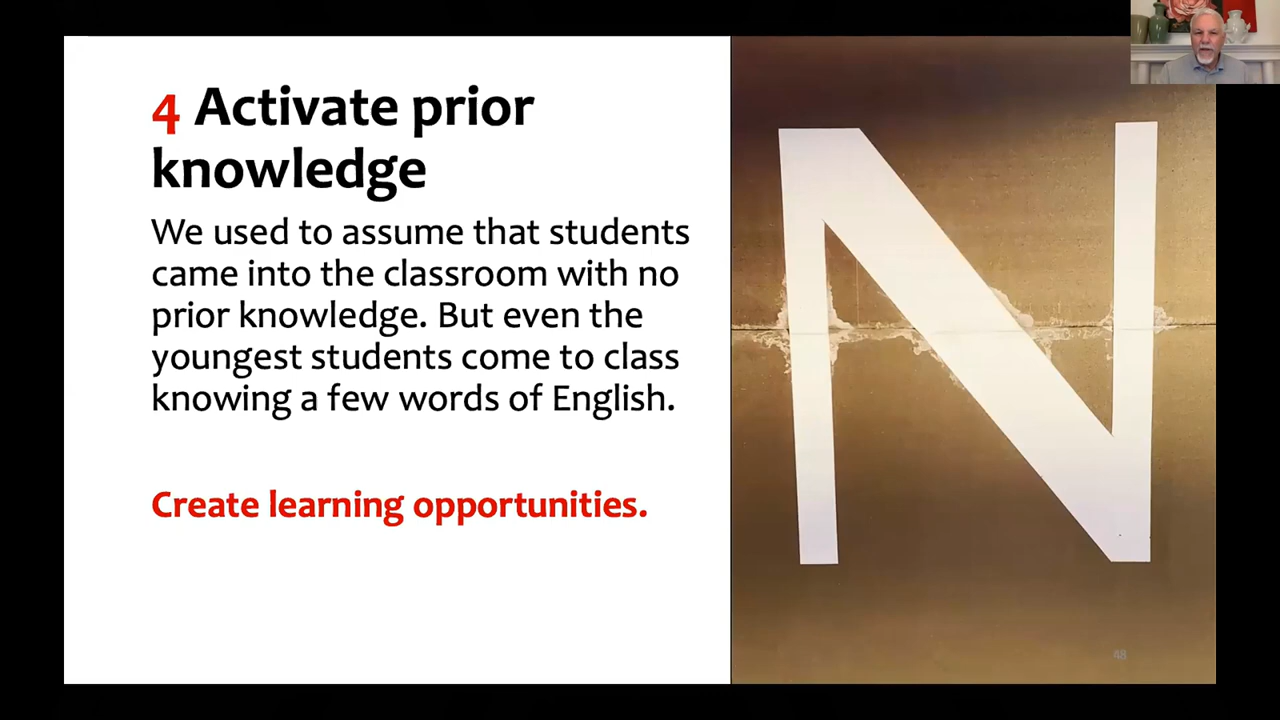 4 Activate prior
knowledge
We used to assume that students
came into the classroom with no
prior knowledge. But even the
youngest students come to class
knowing a few words of English.
Create learning opportunities.
N
48